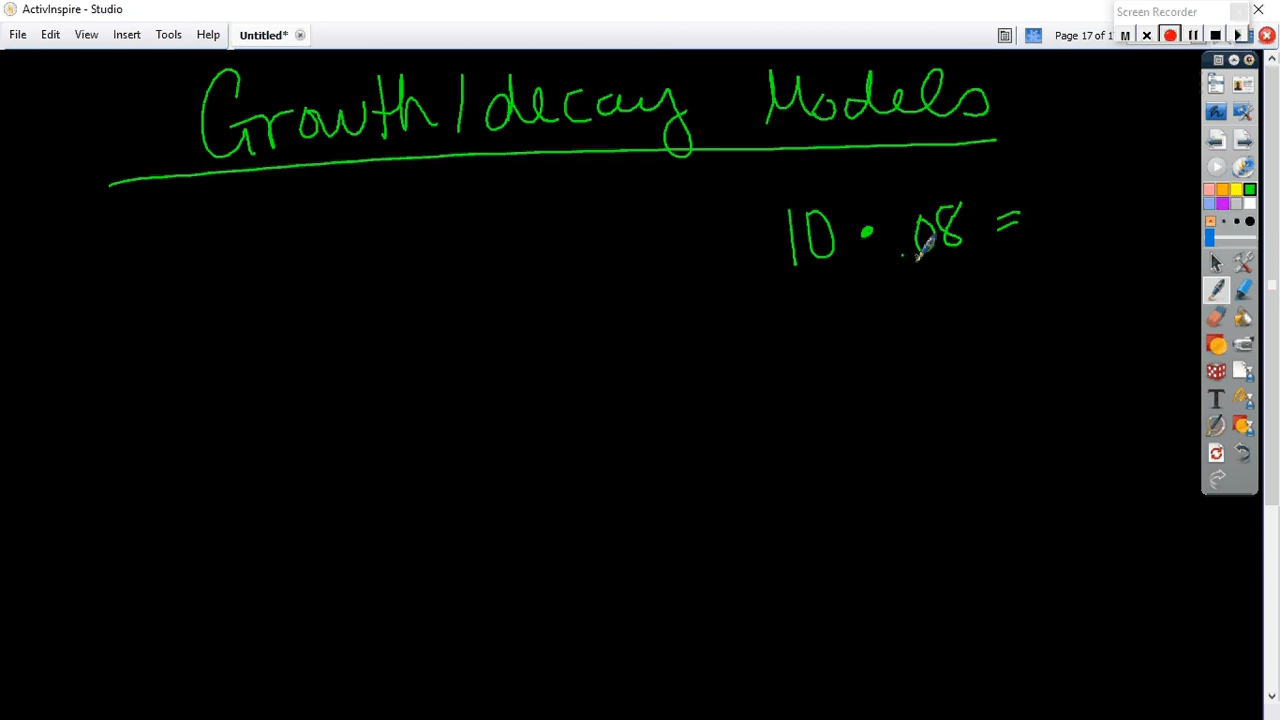 ActivInspire - Studio
Screen Recorder
File Edit View Insert Tools Help Untitled*
Page 17 of 1
Growth/decay Models
10 · .08 =